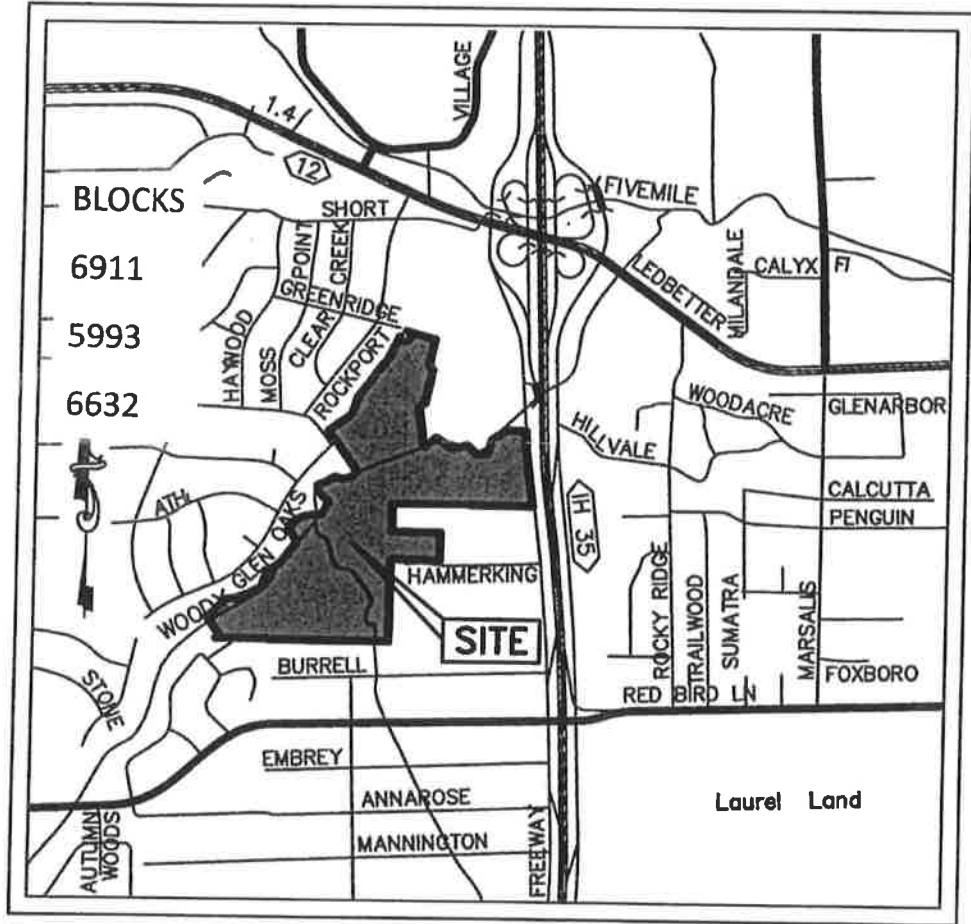 VILLAGE
1.4
12
FIVEMILE
BLOCKS
SHORT
POINT
CREEK
MILANDALE
CALYX
FI
6911
GREENRIDGE
LEDBETTER
5993
HAYWOOD
MOSS
CLEAR
ROCKPORT
6632
WOODACRE
GLENARBOR
HILLVALE
CALCUTTA
ATH
PENGUIN
IH 35
WOODY GLEN OAKS
HAMMERKING
SITE
ROCKY RIDGE
TRAILWOOD
SUMATRA
MARSALIS
BURRELL
FOXBORO
STONE
RED BIRD LN
EMBREY
ANNAROSE
Laurel Land
AUTUMN
WOODS
MANNINGTON
FREEWAY